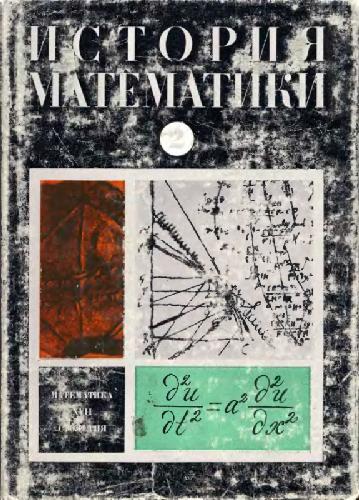 ИСТОРИЯ
МАТЕМАТИКИ
2
МАТЕМАТИКА
XVII
СТОЛЕТИЯ
∂²u/∂t² = a² ∂²u/∂x²